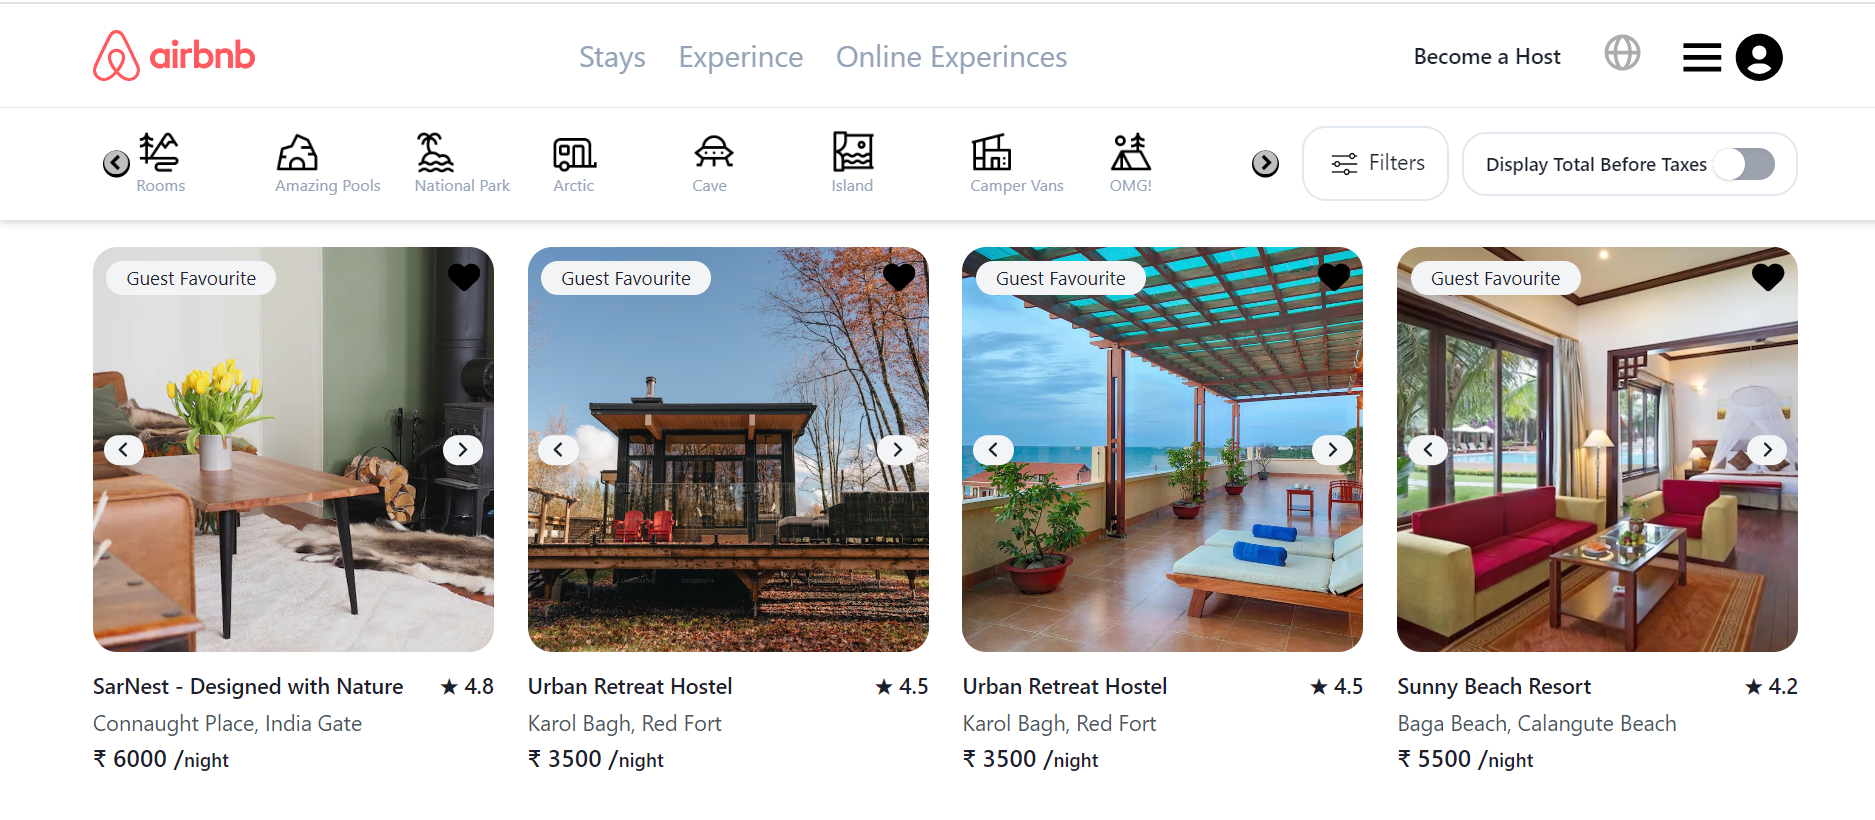 airbnb
Stays Experince Online Experinces
Become a Host
Rooms
Amazing Pools
National Park
Arctic
Cave
Island
Camper Vans
OMG!
Filters
Display Total Before Taxes
Guest Favourite
Guest Favourite
Guest Favourite
Guest Favourite
SarNest - Designed with Nature ★ 4.8
Connaught Place, India Gate
₹ 6000 /night
Urban Retreat Hostel ★ 4.5
Karol Bagh, Red Fort
₹ 3500 /night
Urban Retreat Hostel ★ 4.5
Karol Bagh, Red Fort
₹ 3500 /night
Sunny Beach Resort ★ 4.2
Baga Beach, Calangute Beach
₹ 5500 /night